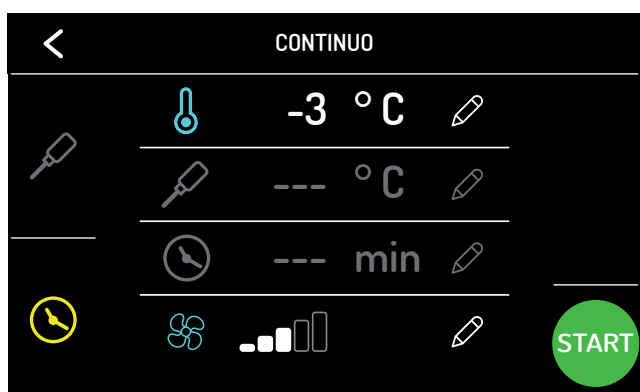 CONTINUO
-3 °C
--- °C
--- min
START